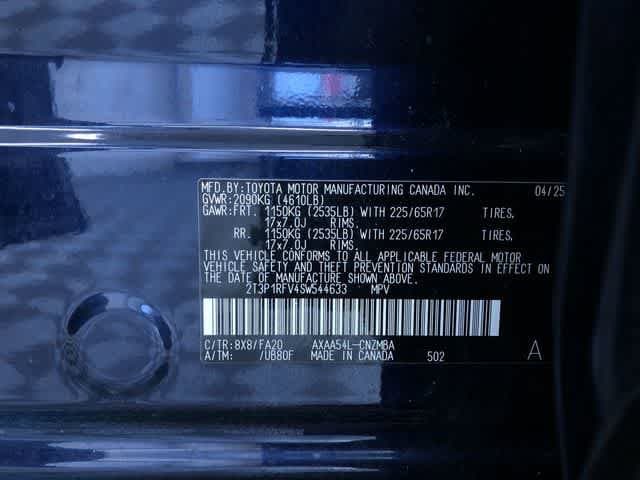 MFD. BY: TOYOTA MOTOR MANUFACTURING CANADA INC. 04/25
GVWR: 2090KG (4610LB)
GAWR: FRT. 1150KG (2535LB) WITH 225/65R17 TIRES.
17x7.0J RIMS.
RR. 1150KG (2535LB) WITH 225/65R17 TIRES.
17x7.0J RIMS.
THIS VEHICLE CONFORMS TO ALL APPLICABLE FEDERAL MOTOR
VEHICLE SAFETY AND THEFT PREVENTION STANDARDS IN EFFECT
ON THE DATE OF MANUFACTURE SHOWN ABOVE.
2T3P1RFV4SW544633 MPV
C/TR: 8X8/FA20 AXAA54L-CNZMBA
A/TM: /UB80F MADE IN CANADA 502 A